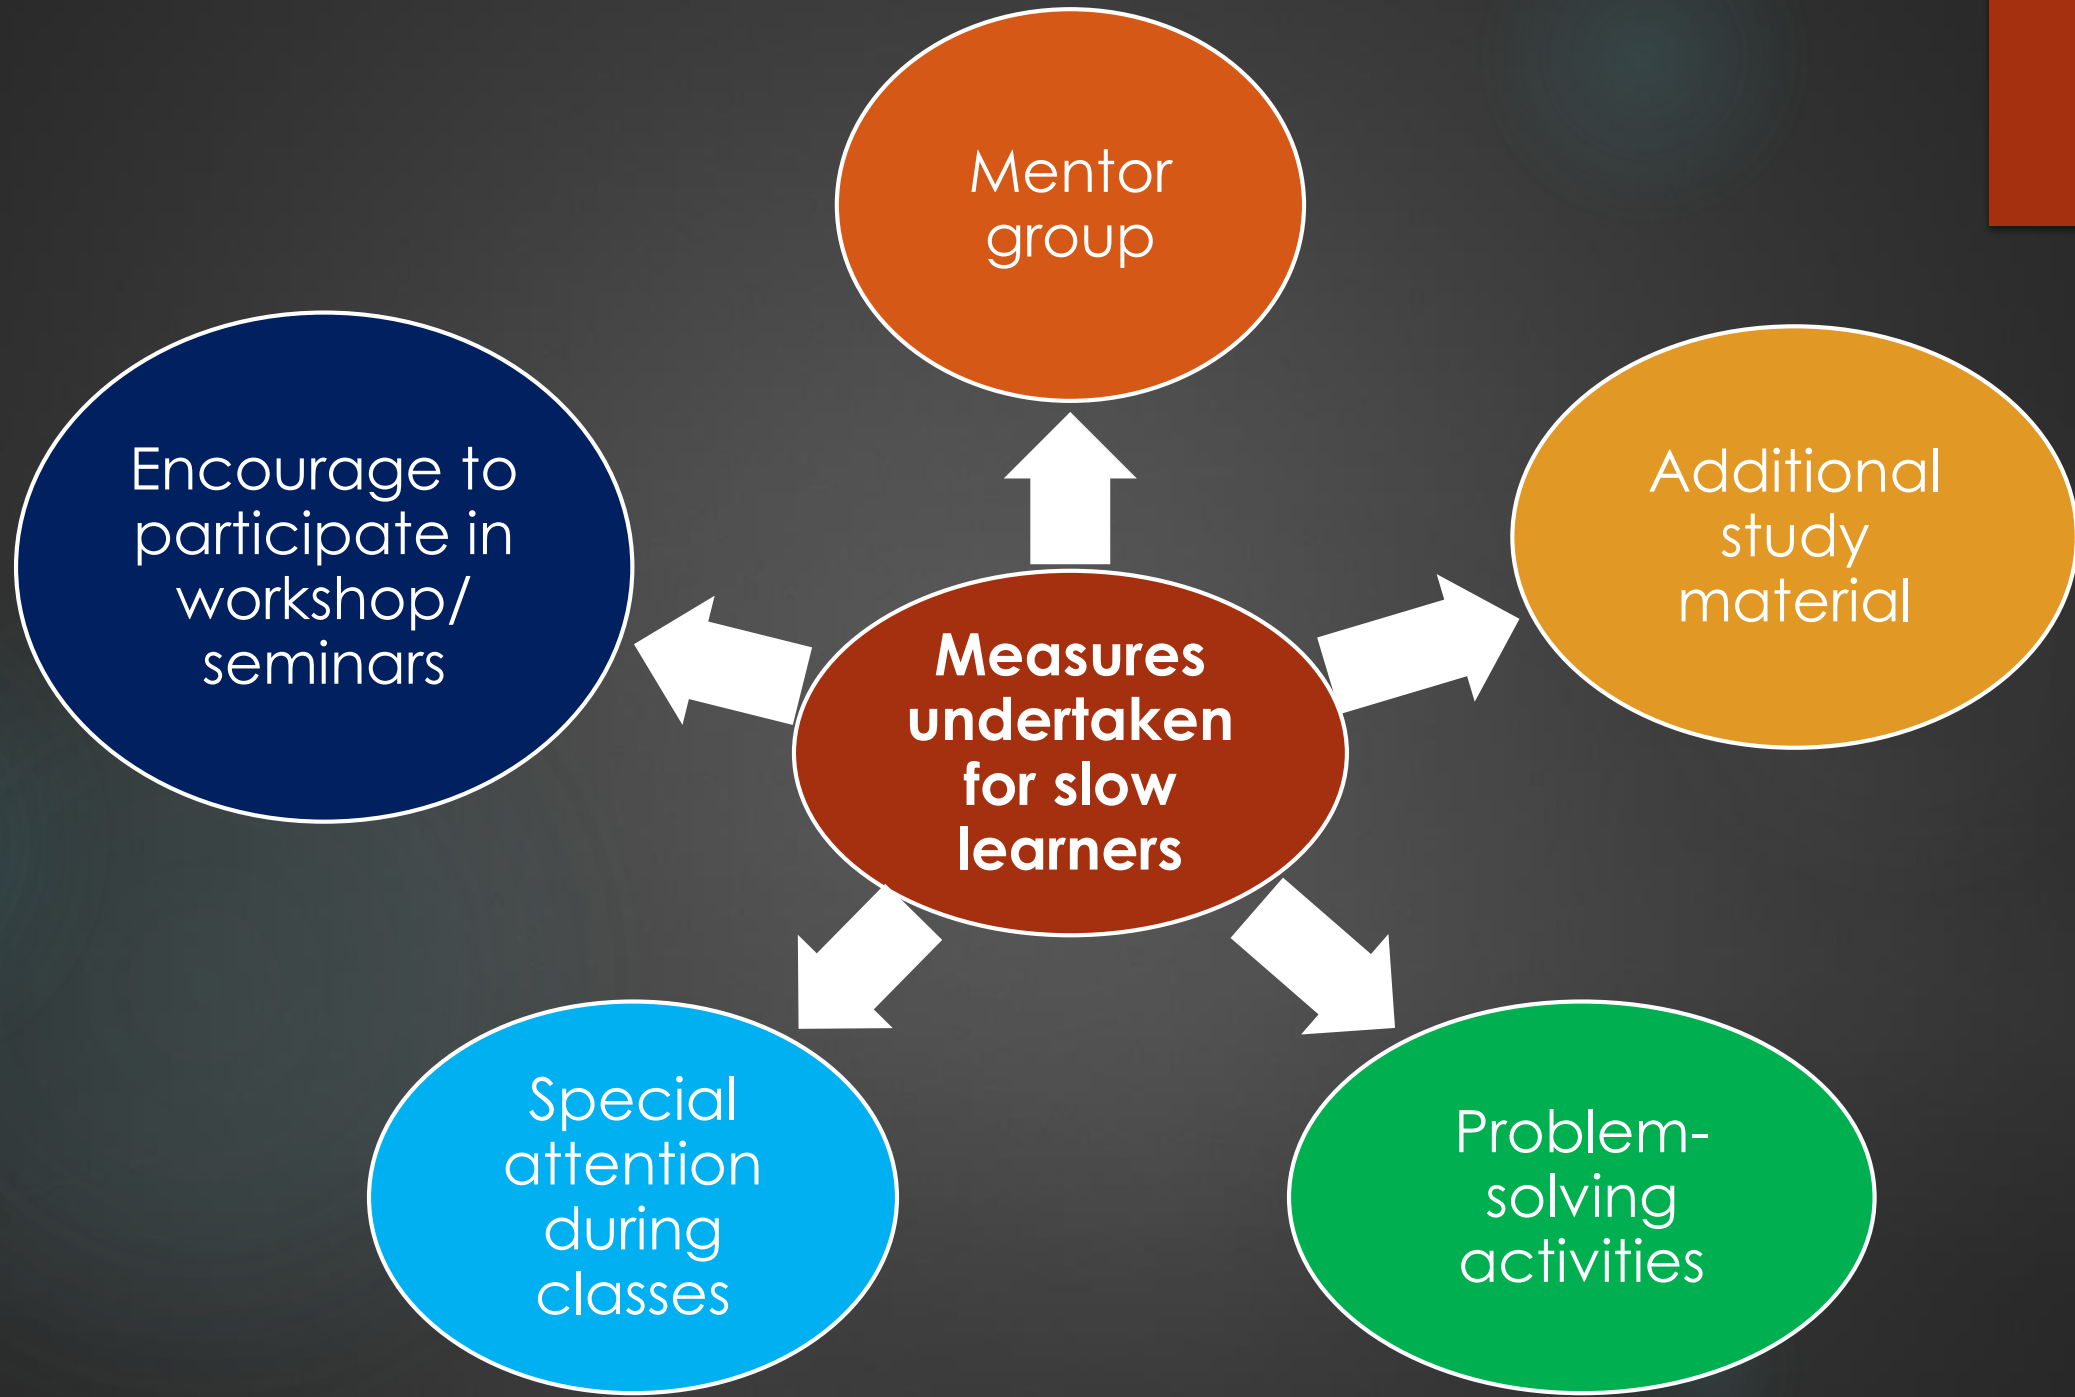 Mentor
group
Additional
study
material
Problem-
solving
activities
Special
attention
during
classes
Encourage to
participate in
workshop/
seminars
Measures
undertaken
for slow
learners